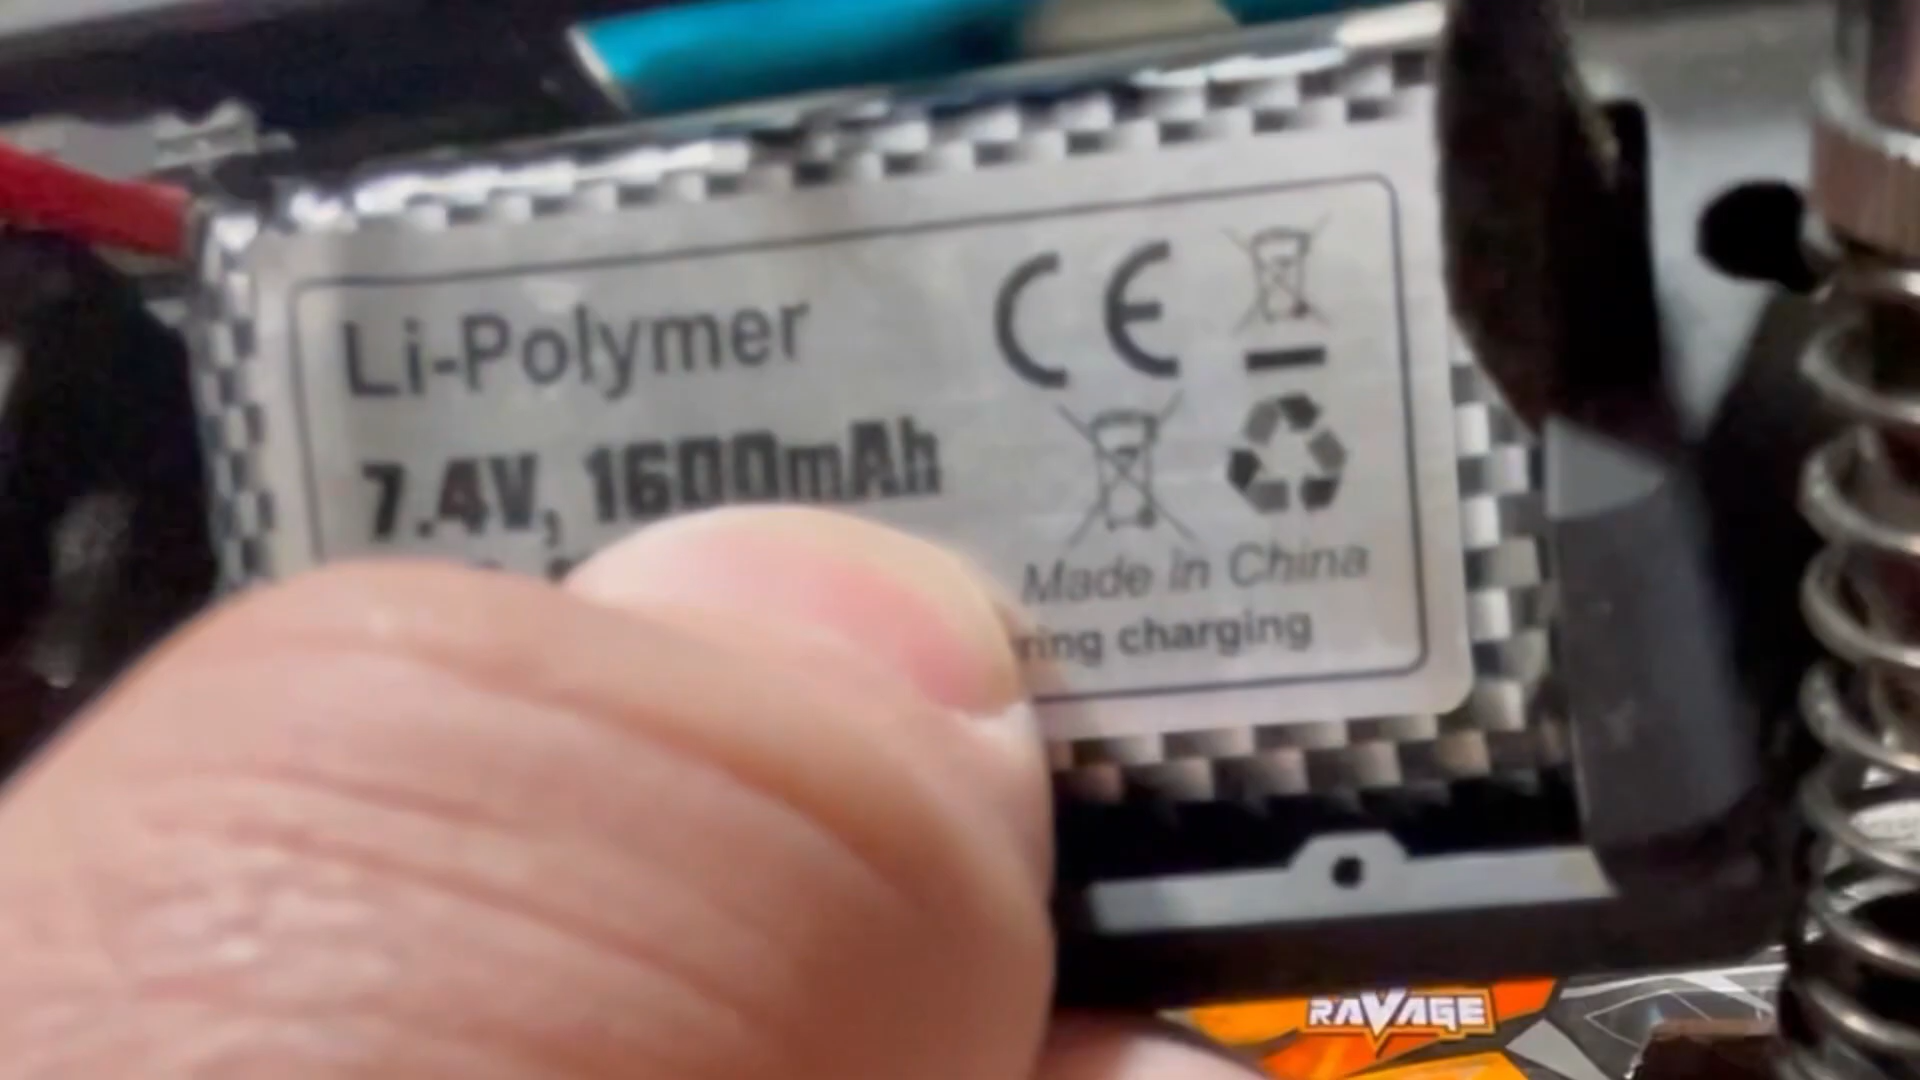 Li-Polymer
CE
7.4V, 1600mAh
Made in China
charging
RAVAGE